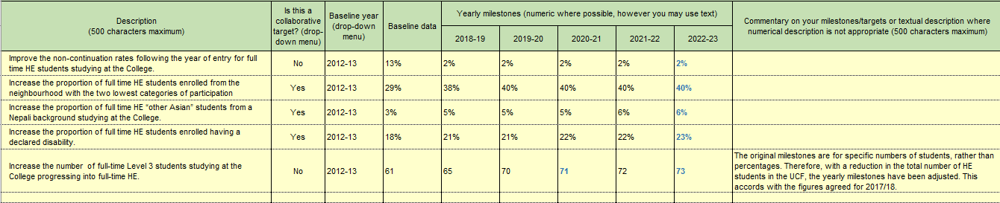 Description
(500 characters maximum)
Is this a
collaborative
target? (drop-
down menu)
Baseline year
(drop-down
menu)
Baseline data
Yearly milestones (numeric where possible, however you may use text)
2018-19 2019-20 2020-21 2021-22 2022-23
Commentary on your milestones/targets or textual description where
numerical description is not appropriate (500 characters maximum)
Improve the non-continuation rates following the year of entry for full
time HE students studying at the College.
No 2012-13 13% 2% 2% 2% 2% 2%
Increase the proportion of full time HE students enrolled from the
neighbourhood with the two lowest categories of participation
Yes 2012-13 29% 38% 40% 40% 40% 40%
Increase the proportion of full time HE “other Asian” students from a
Nepali background studying at the College.
Yes 2012-13 3% 5% 5% 5% 6% 6%
Increase the proportion of full time HE students enrolled having a
declared disability.
Yes 2012-13 18% 21% 21% 22% 22% 23%
Increase the number of full-time Level 3 students studying at the
College progressing into full-time HE.
No 2012-13 61 65 70 71 72 73
The original milestones are for specific numbers of students, rather than
percentages. Therefore, with a reduction in the total number of HE
students in the UCF, the yearly milestones have been adjusted. This
accords with the figures agreed for 2017/18.